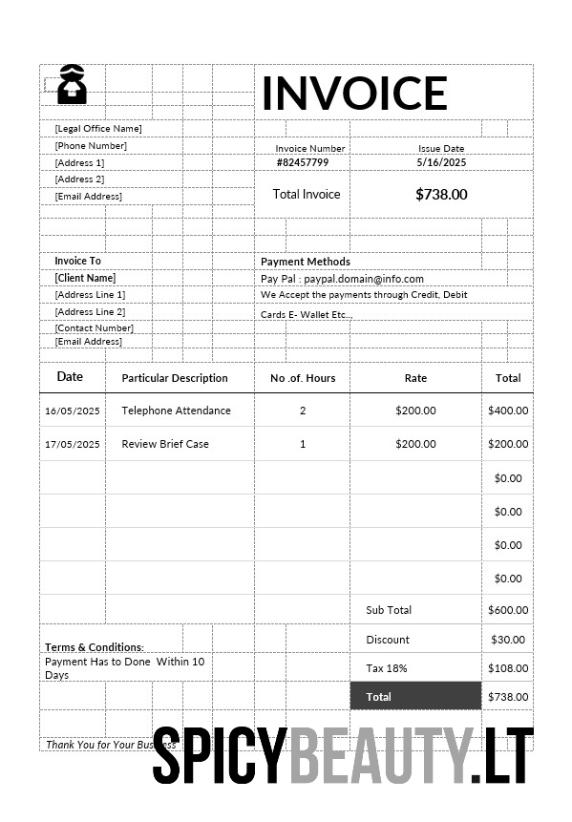 INVOICE
[Legal Office Name]
[Phone Number]
Invoice Number Issue Date
[Address 1]
#82457799 5/16/2025
[Address 2]
Total Invoice $738.00
[Email Address]
Invoice To
Payment Methods
[Client Name]
Pay Pal : paypal.domain@info.com
[Address Line 1]
We Accept the payments through Credit, Debit
[Address Line 2]
Cards E- Wallet Etc..,
[Contact Number]
[Email Address]
Date Particular Description No .of. Hours Rate Total
16/05/2025 Telephone Attendance 2 $200.00 $400.00
17/05/2025 Review Brief Case 1 $200.00 $200.00
$0.00
$0.00
$0.00
$0.00
Sub Total $600.00
Discount $30.00
Terms & Conditions:
Payment Has to Done Within 10
Days
Tax 18% $108.00
Total $738.00
Thank You for Your Business
SPICYBEAUTY.LT